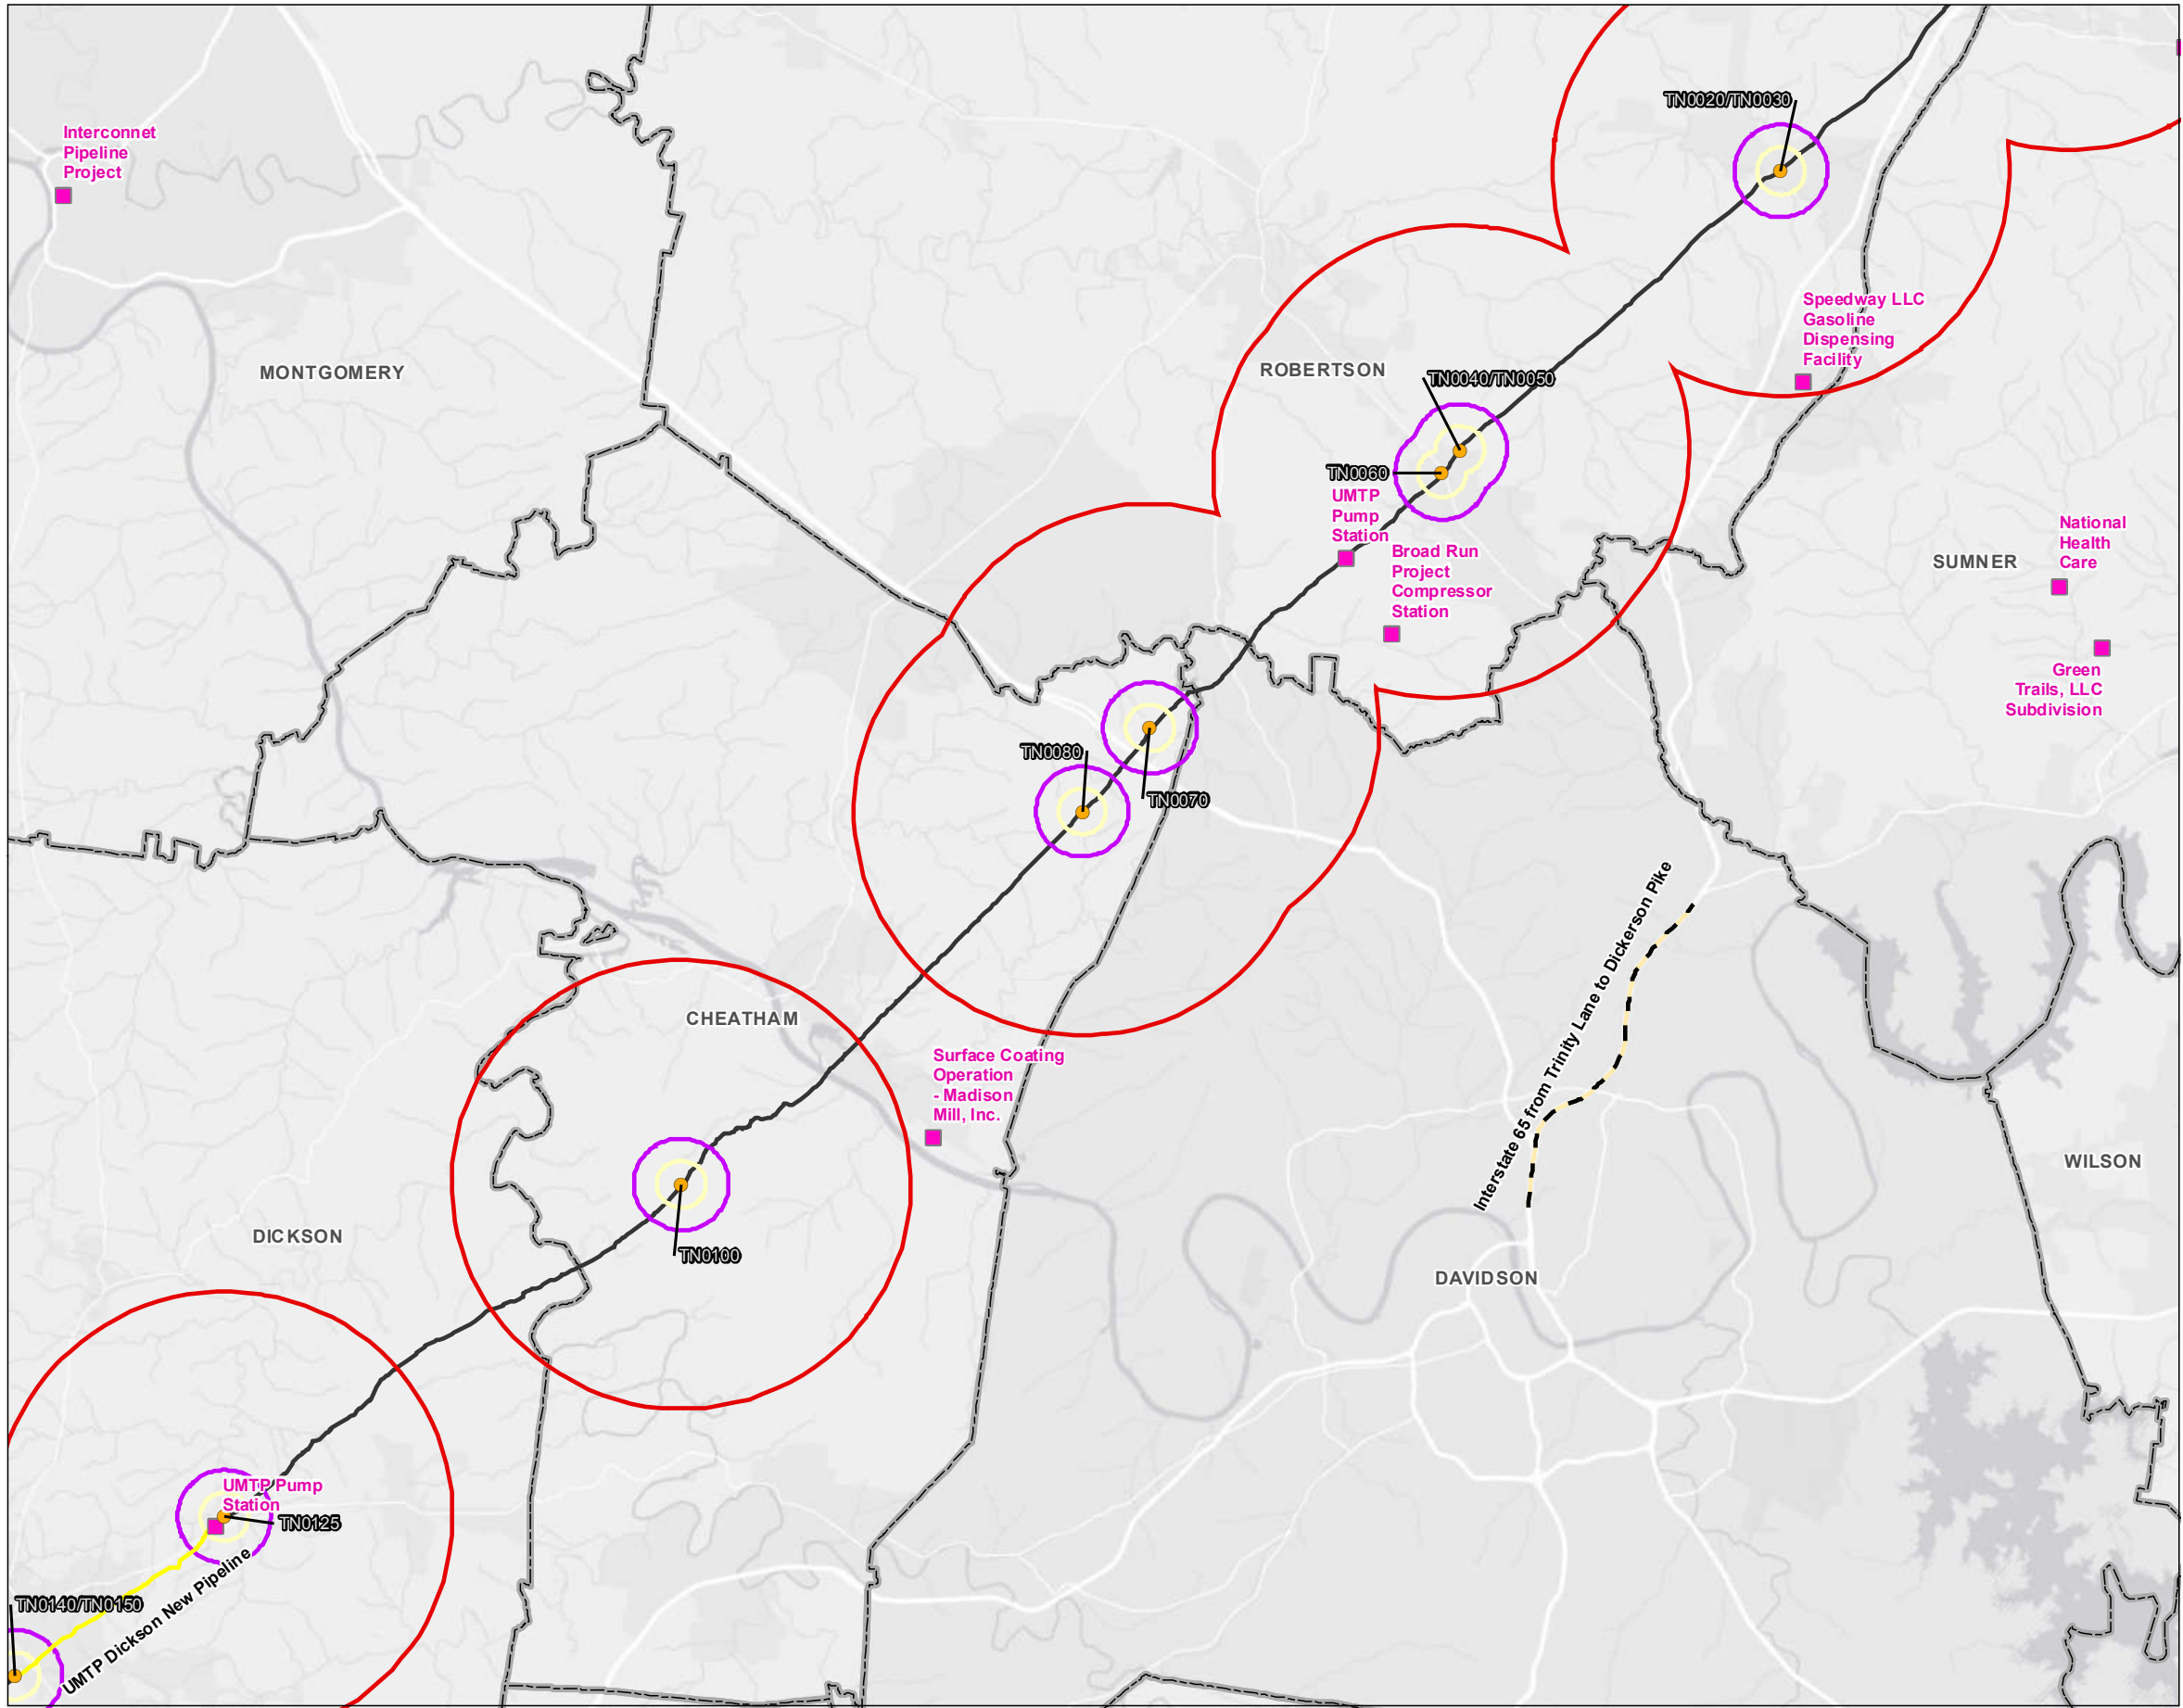 TN0020/TN0030
Interconnet
Pipeline
Project
Speedway LLC
Gasoline
Dispensing
Facility
MONTGOMERY
ROBERTSON
TN0040/TN0050
TN0060
UMTP
Pump
Station
Broad Run
Project
Compressor
Station
National
Health
Care
SUMNER
Green
Trails, LLC
Subdivision
TN0080
TN0070
Interstate 65 from Trinity Lane to Dickerson Pike
CHEATHAM
Surface Coating
Operation
- Madison
Mill, Inc.
WILSON
DICKSON
TN0100
DAVIDSON
UMTP Pump
Station
TN0125
TN0140/TN0150
UMTP Dickson New Pipeline